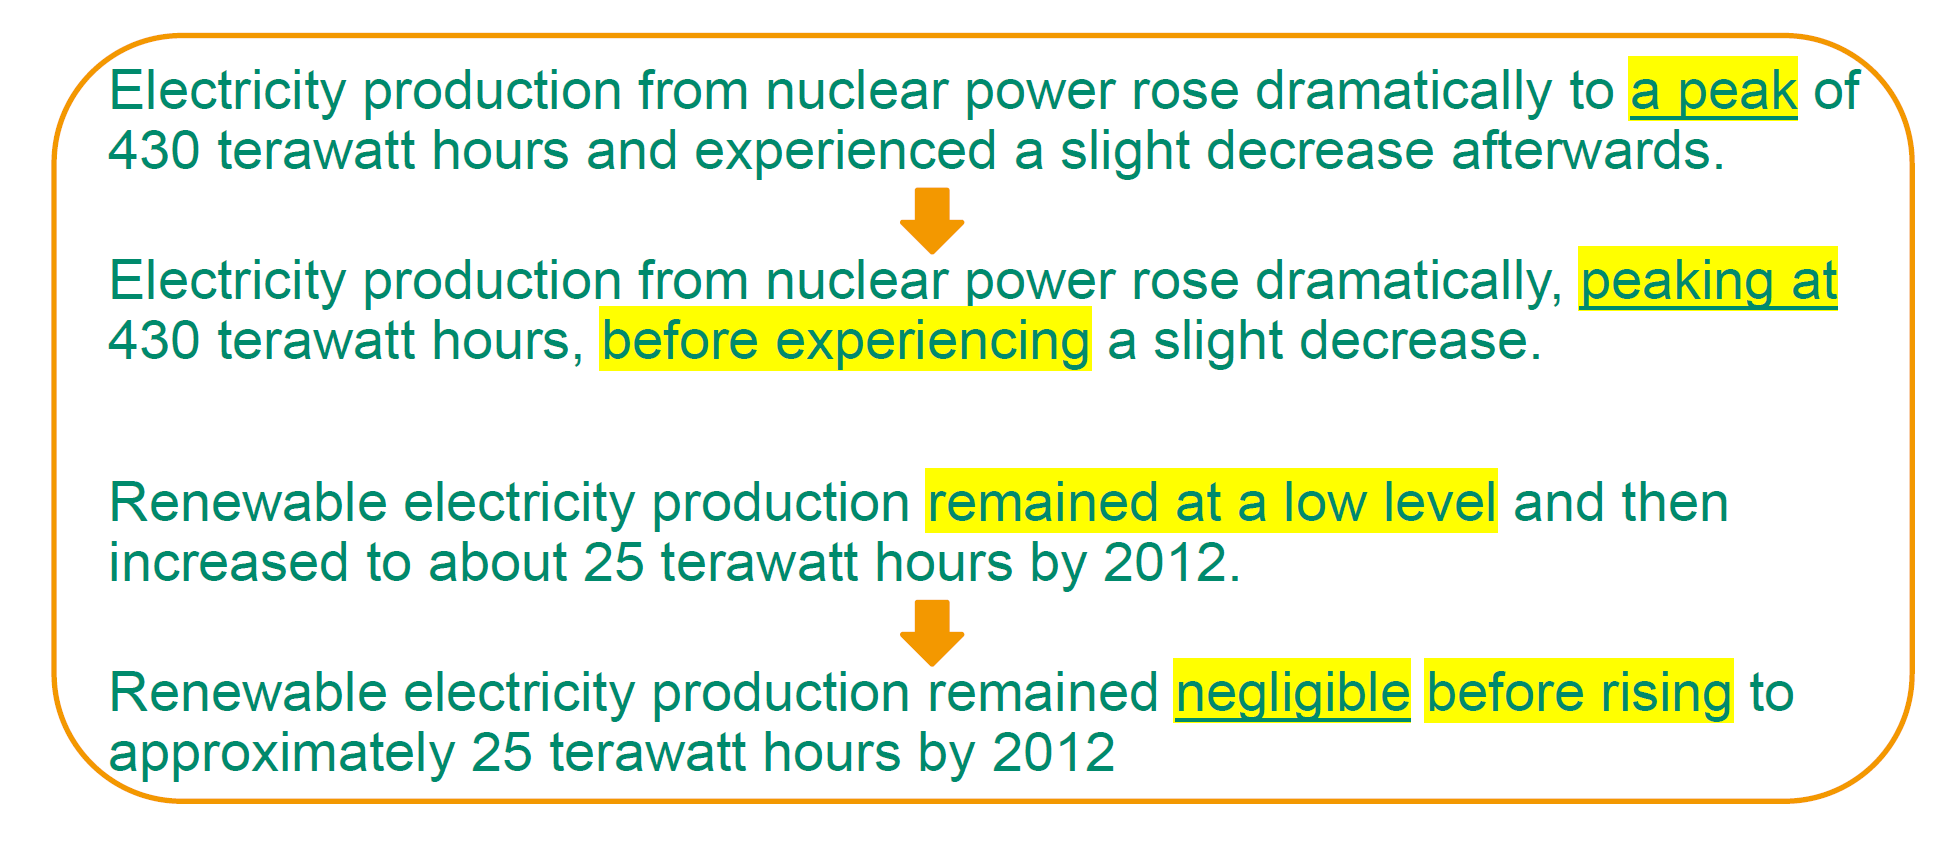 Electricity production from nuclear power rose dramatically to a peak of
430 terawatt hours and experienced a slight decrease afterwards.
Electricity production from nuclear power rose dramatically, peaking at
430 terawatt hours, before experiencing a slight decrease.
Renewable electricity production remained at a low level and then
increased to about 25 terawatt hours by 2012.
Renewable electricity production remained negligible before rising to
approximately 25 terawatt hours by 2012